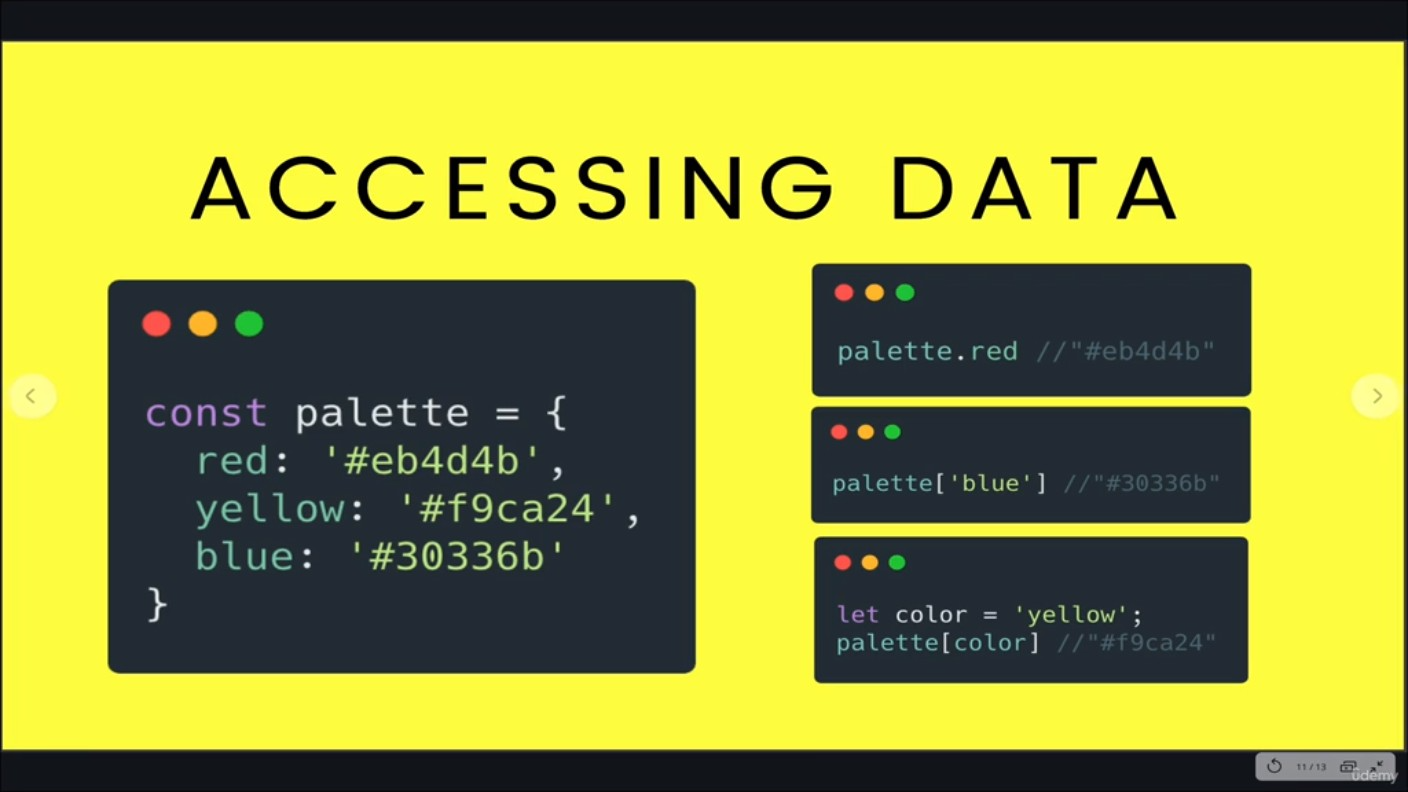 ACCESSING DATA
const palette = {
  red: '#eb4d4b',
  yellow: '#f9ca24',
  blue: '#30336b'
}
palette.red //"#eb4d4b"
palette['blue'] //"#30336b"
let color = 'yellow';
palette[color] //"#f9ca24"
11 / 13
ûdemy